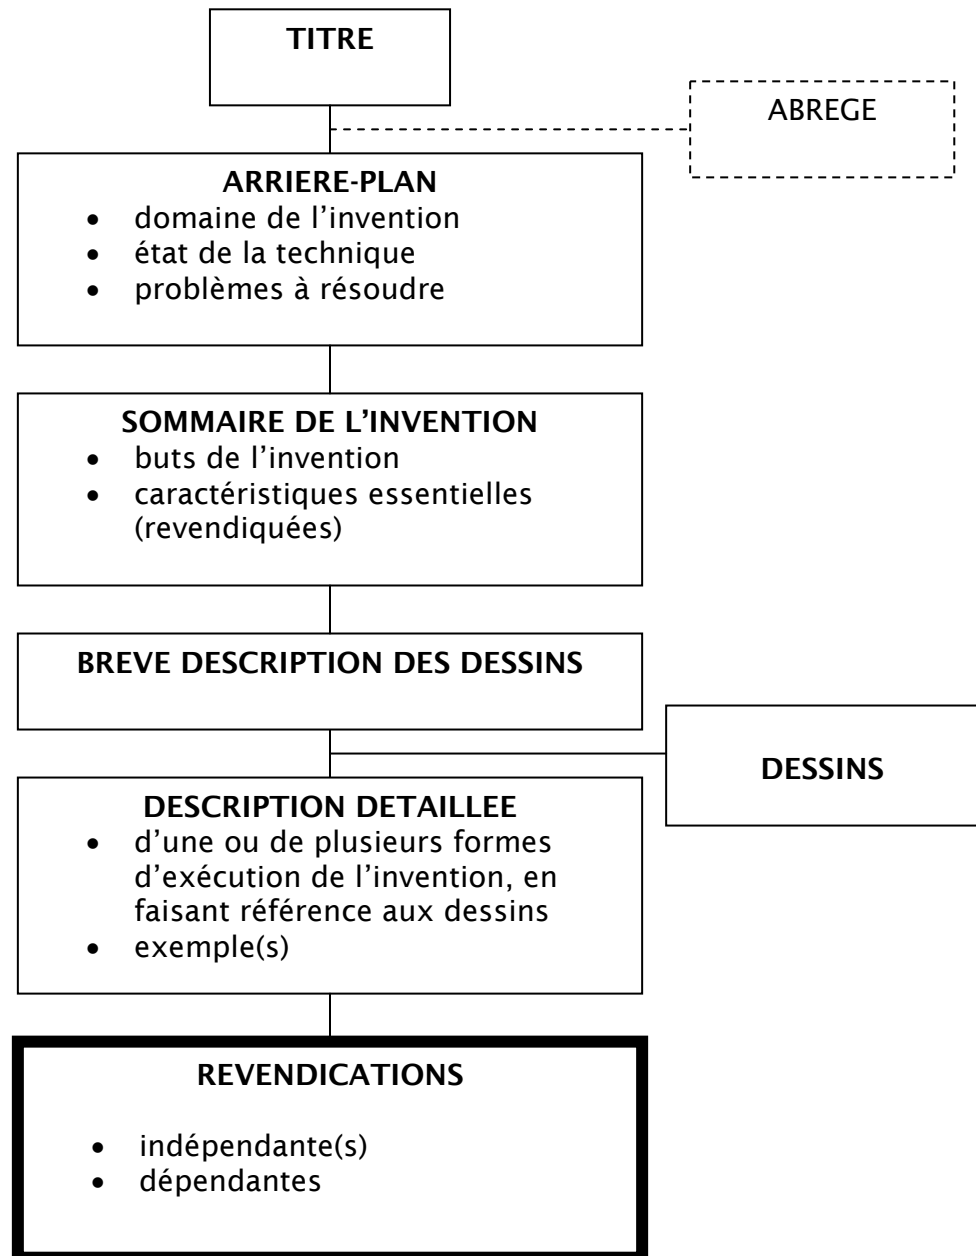 TITRE
ABREGE
ARRIERE-PLAN
• domaine de l’invention
• état de la technique
• problèmes à résoudre
SOMMAIRE DE L’INVENTION
• buts de l’invention
• caractéristiques essentielles
(revendiquées)
BREVE DESCRIPTION DES DESSINS
DESSINS
DESCRIPTION DETAILLEE
• d’une ou de plusieurs formes
d’exécution de l’invention, en
faisant référence aux dessins
• exemple(s)
REVENDICATIONS
• indépendante(s)
• dépendantes